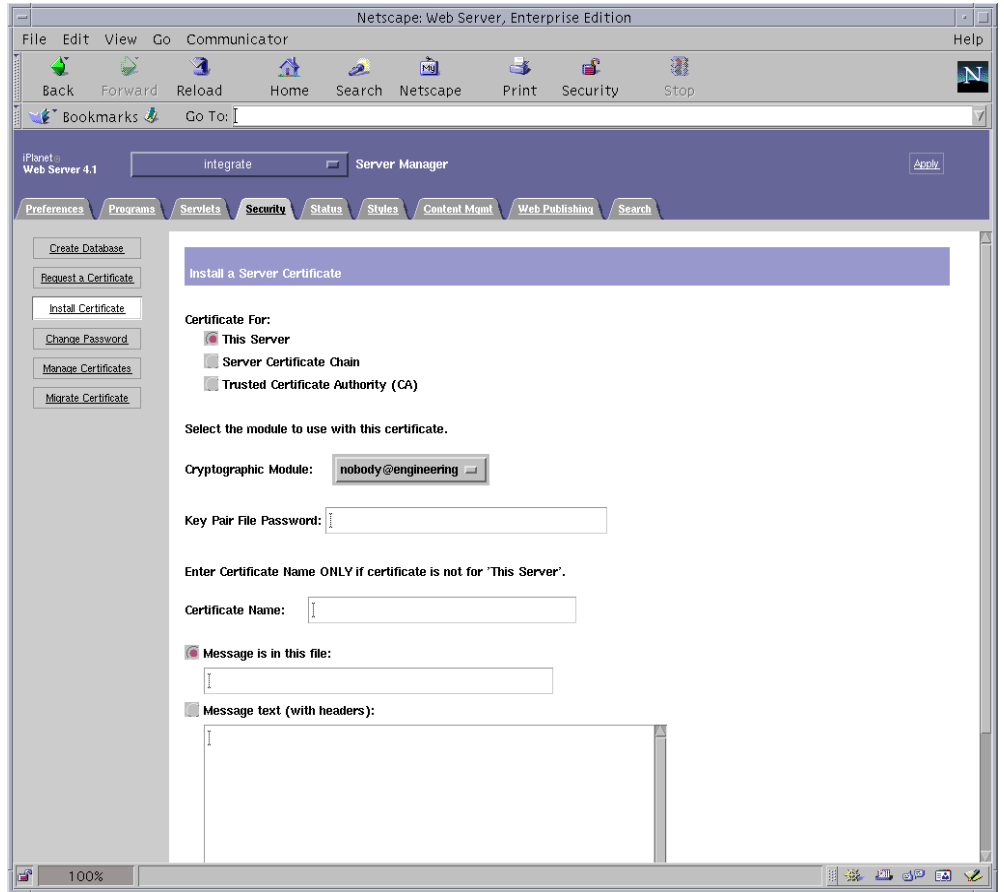 Netscape: Web Server, Enterprise Edition
File Edit View Go Communicator Help
Back Forward Reload Home Search Netscape Print Security Stop
My
N
Bookmarks Go To:
iPlanet
Web Server 4.1
integrate
Server Manager
Apply
Preferences Programs Servlets Security Status Styles Content Mgmt Web Publishing Search
Create Database
Request a Certificate
Install Certificate
Change Password
Manage Certificates
Migrate Certificate
Install a Server Certificate
Certificate For:
This Server
Server Certificate Chain
Trusted Certificate Authority (CA)
Select the module to use with this certificate.
Cryptographic Module: nobody@engineering
Key Pair File Password:
Enter Certificate Name ONLY if certificate is not for 'This Server'.
Certificate Name:
Message is in this file:
Message text (with headers):
100%